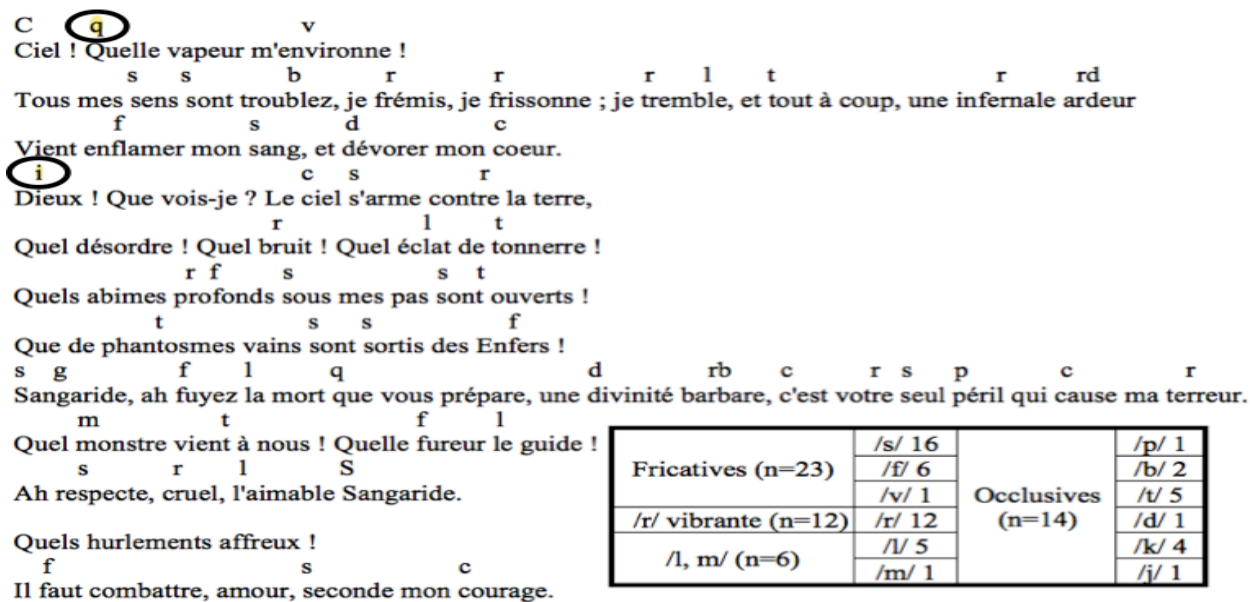 C q v
Ciel ! Quelle vapeur m'environne !
s s b r r r l t r rd
Tous mes sens sont troublez, je frémis, je frissonne ; je tremble, et tout à coup, une infernale ardeur
f s d c
Vient enflamer mon sang, et dévorer mon coeur.
i c s r
Dieux ! Que vois-je ? Le ciel s'arme contre la terre,
r l t
Quel désordre ! Quel bruit ! Quel éclat de tonnerre !
r f s s t
Quels abimes profonds sous mes pas sont ouverts !
t s s f
Que de phantosmes vains sont sortis des Enfers !
s g f l q d rb c r s p c r
Sangaride, ah fuyez la mort que vous prépare, une divinité barbare, c'est votre seul péril qui cause ma terreur.
m t f l
Quel monstre vient à nous ! Quelle fureur le guide !
s r l S
Ah respecte, cruel, l'aimable Sangaride.
Quels hurlements affreux !
f s c
Il faut combattre, amour, seconde mon courage.
Fricatives (n=23) /s/ 16 Occlusives (n=14) /p/ 1
/f/ 6 /b/ 2
/v/ 1 /t/ 5
/r/ vibrante (n=12) /r/ 12 /d/ 1
/l, m/ (n=6) /l/ 5 /k/ 4
/m/ 1 /j/ 1